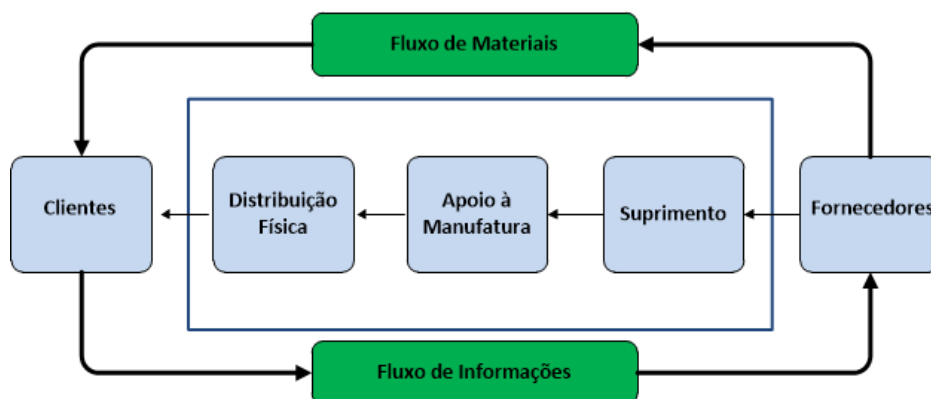 Fluxo de Materiais
Clientes
Distribuição
Física
Apoio à
Manufatura
Suprimento
Fornecedores
Fluxo de Informações